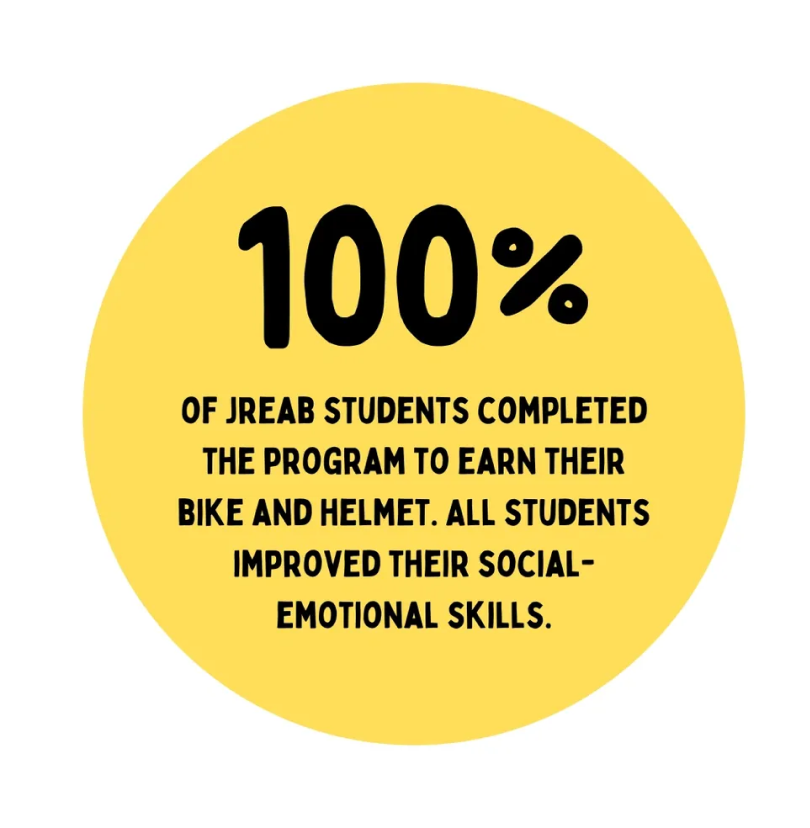 100%
OF JREAB STUDENTS COMPLETED
THE PROGRAM TO EARN THEIR
BIKE AND HELMET. ALL STUDENTS
IMPROVED THEIR SOCIAL-
EMOTIONAL SKILLS.